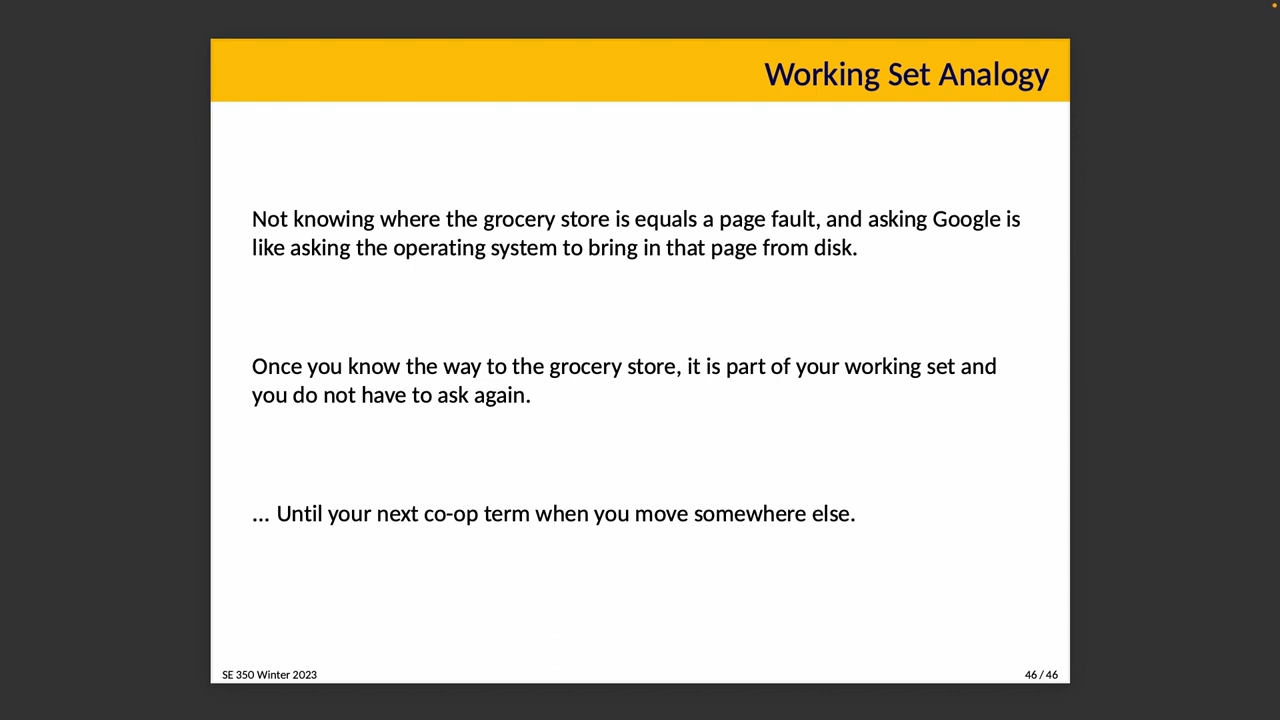 Working Set Analogy
Not knowing where the grocery store is equals a page fault, and asking Google is
like asking the operating system to bring in that page from disk.
Once you know the way to the grocery store, it is part of your working set and
you do not have to ask again.
... Until your next co-op term when you move somewhere else.
SE 350 Winter 2023
46 / 46